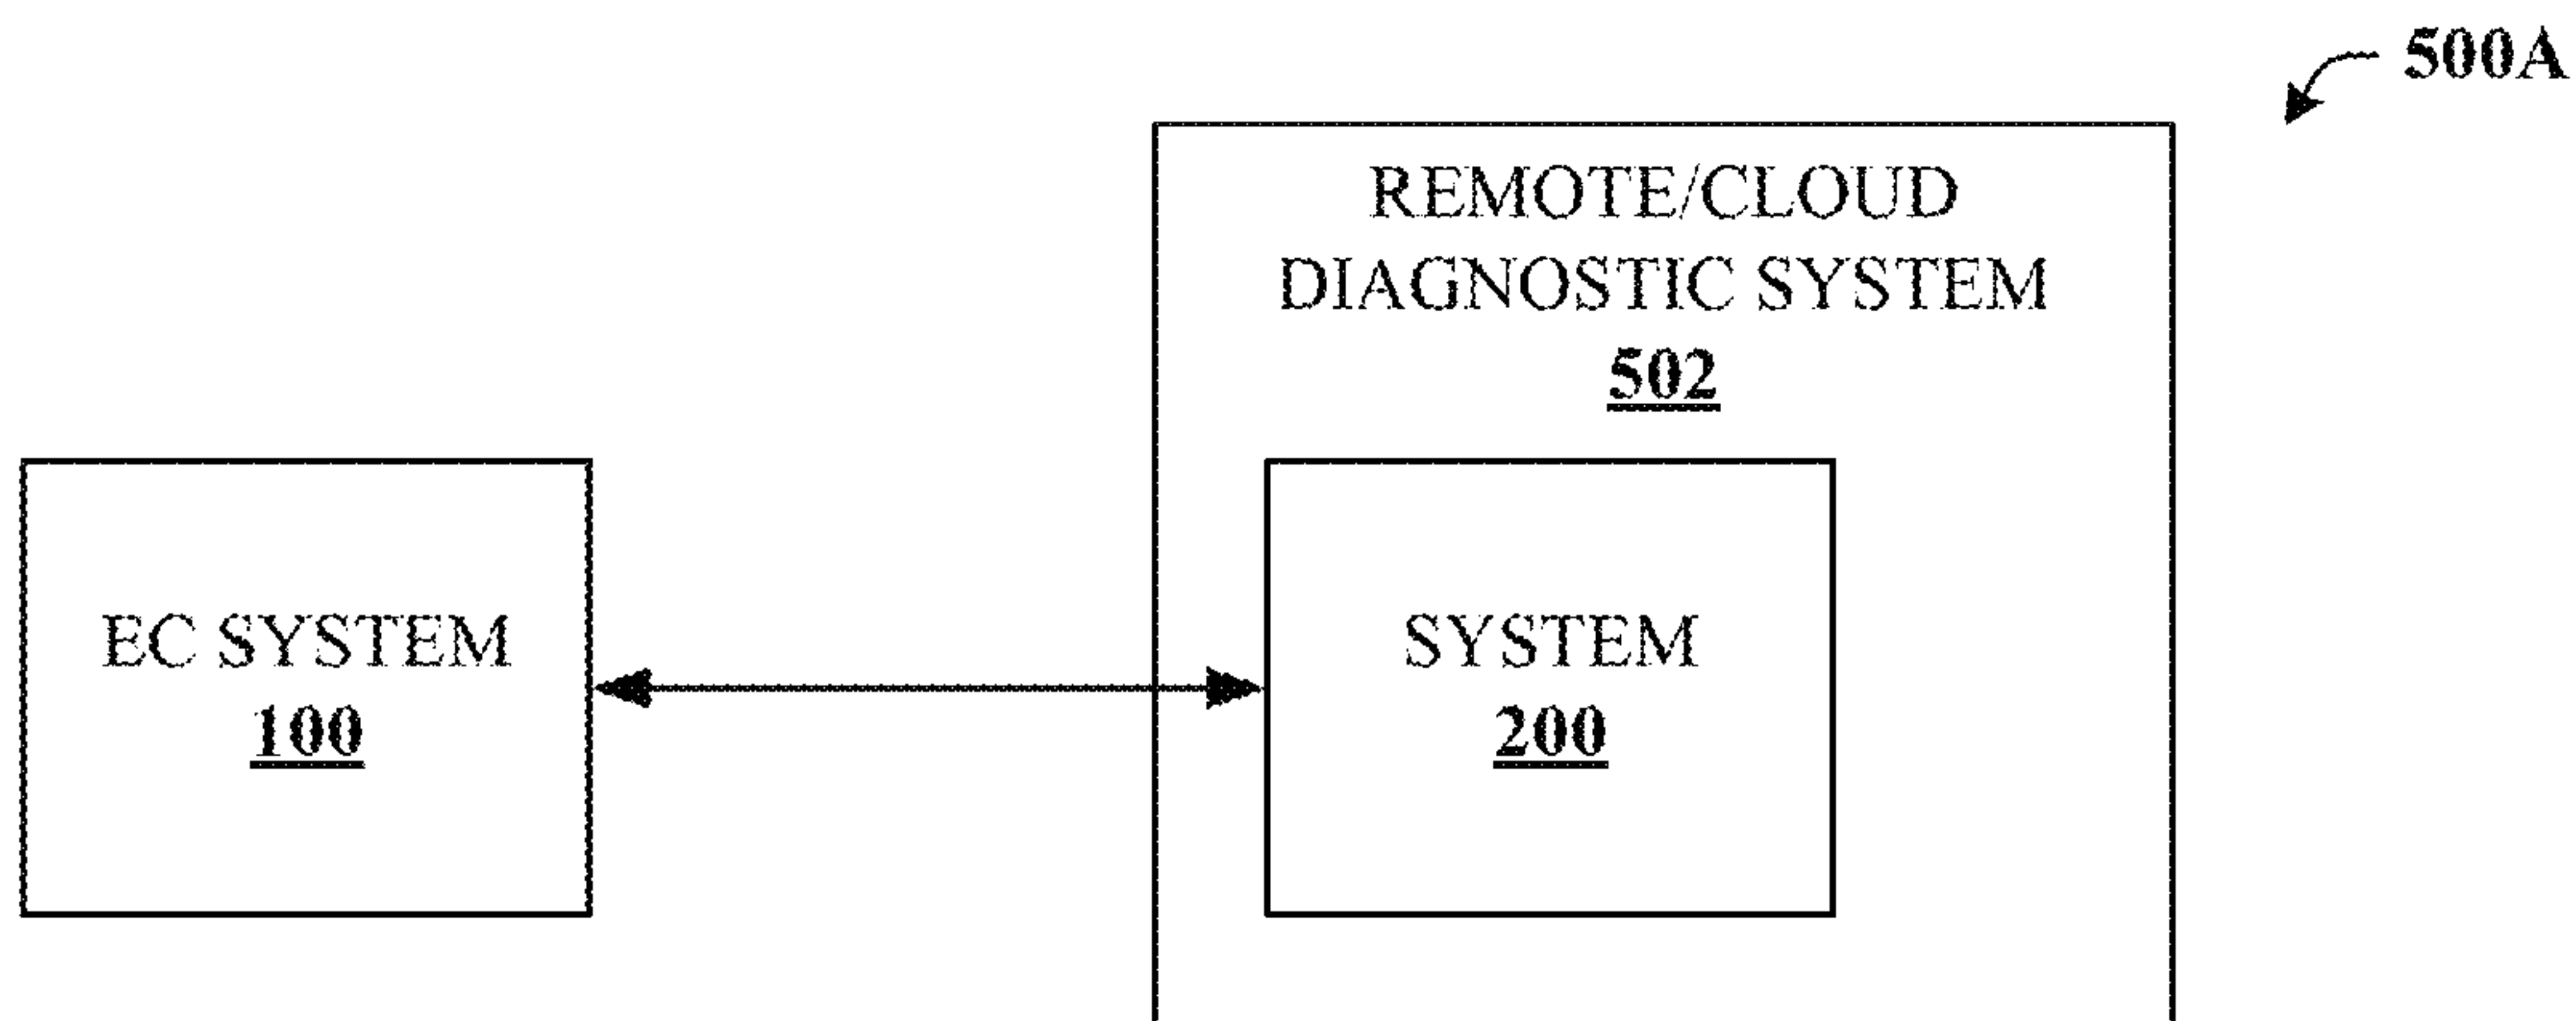 500A
REMOTE/CLOUD
DIAGNOSTIC SYSTEM
502
EC SYSTEM
100
SYSTEM
200